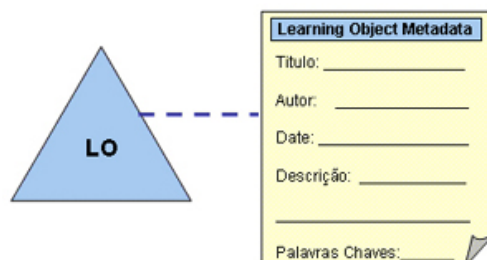 LO
Learning Object Metadata
Titulo:
Autor:
Date:
Descrição:
Palavras Chaves: